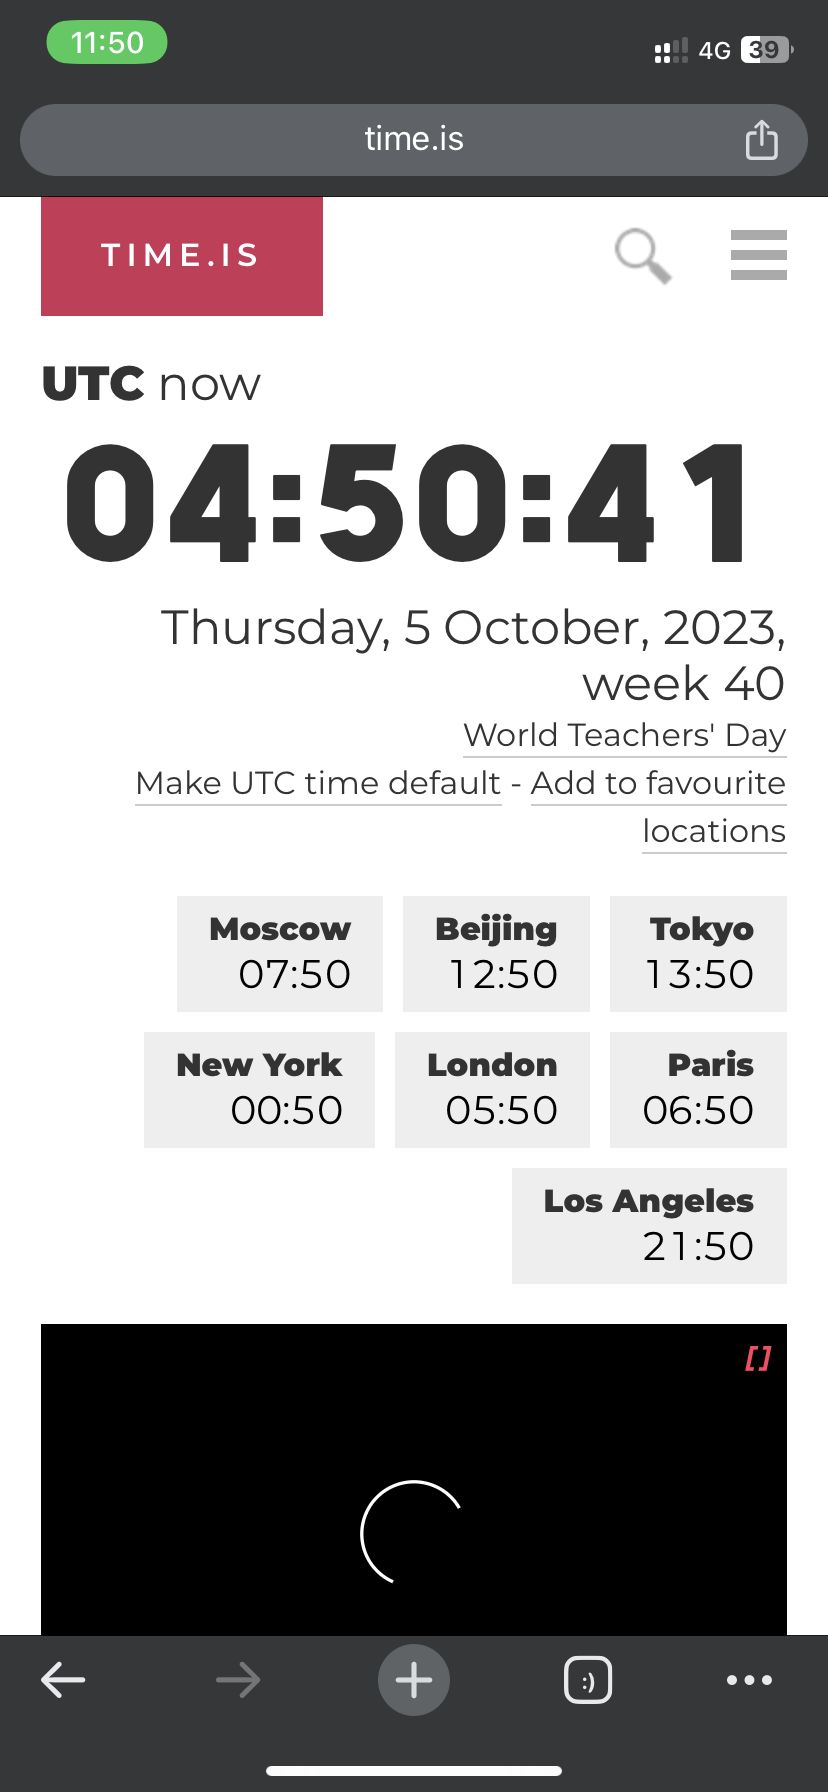 11:50
4G 39
time.is
TIME.IS
UTC now
04:50:41
Thursday, 5 October, 2023,
week 40
World Teachers' Day
Make UTC time default - Add to favourite
locations
Moscow Beijing Tokyo
07:50 12:50 13:50
New York London Paris
00:50 05:50 06:50
Los Angeles
21:50
[]
:)